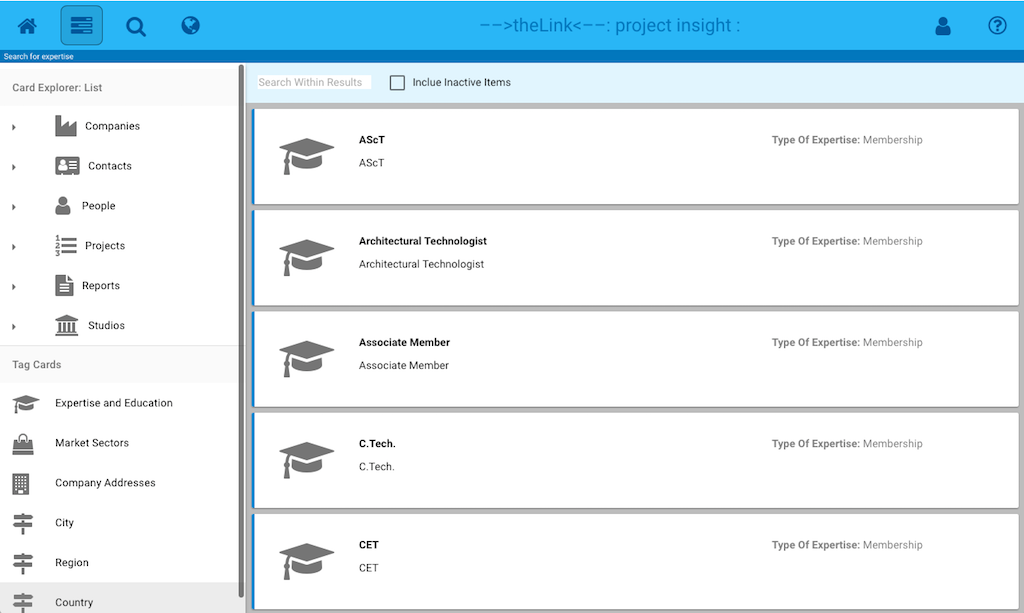 -->theLink<--: project insight :
Search for expertise
Card Explorer: List
Companies
Contacts
People
Projects
Reports
Studios
Tag Cards
Expertise and Education
Market Sectors
Company Addresses
City
Region
Country
Search Within Results
Inclue Inactive Items
AScT
AScT
Type Of Expertise: Membership
Architectural Technologist
Architectural Technologist
Type Of Expertise: Membership
Associate Member
Associate Member
Type Of Expertise: Membership
C.Tech.
C.Tech.
Type Of Expertise: Membership
CET
CET
Type Of Expertise: Membership